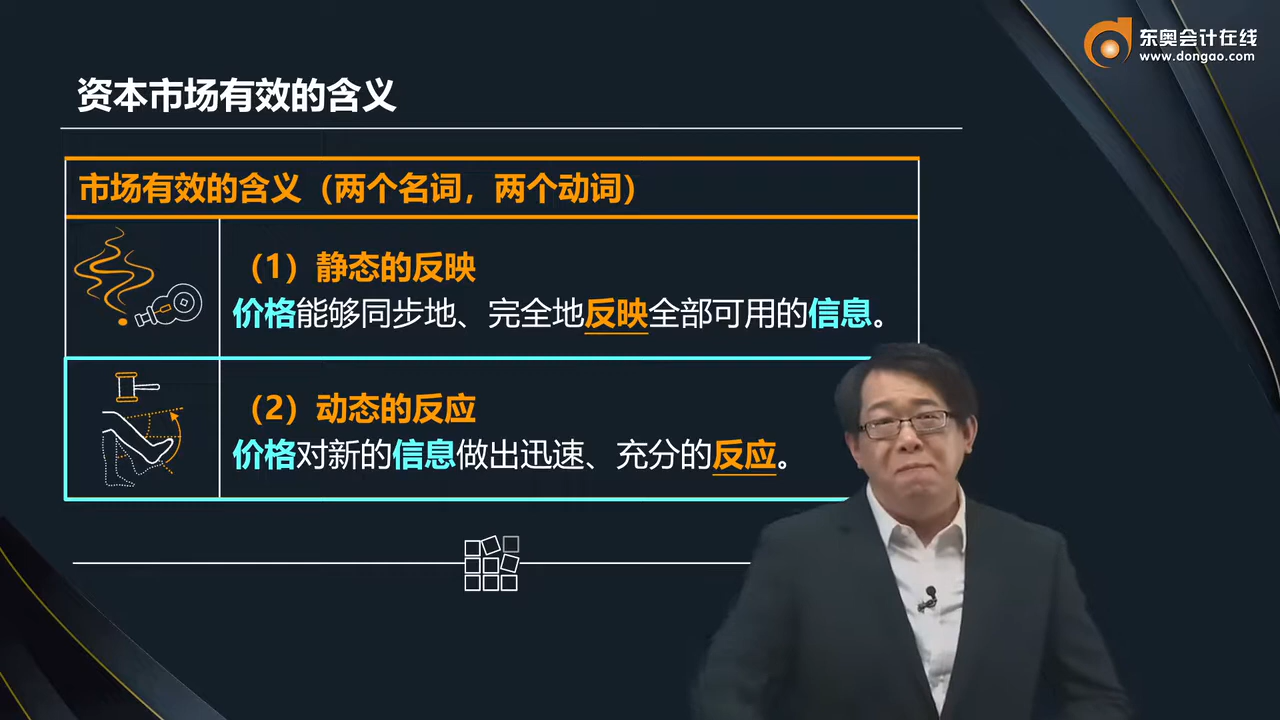 东奥会计在线
www.dongao.com
资本市场有效的含义
市场有效的含义（两个名词，两个动词）
（1）静态的反映
价格能够同步地、完全地反映全部可用的信息。
（2）动态的反应
价格对新的信息做出迅速、充分的反应。